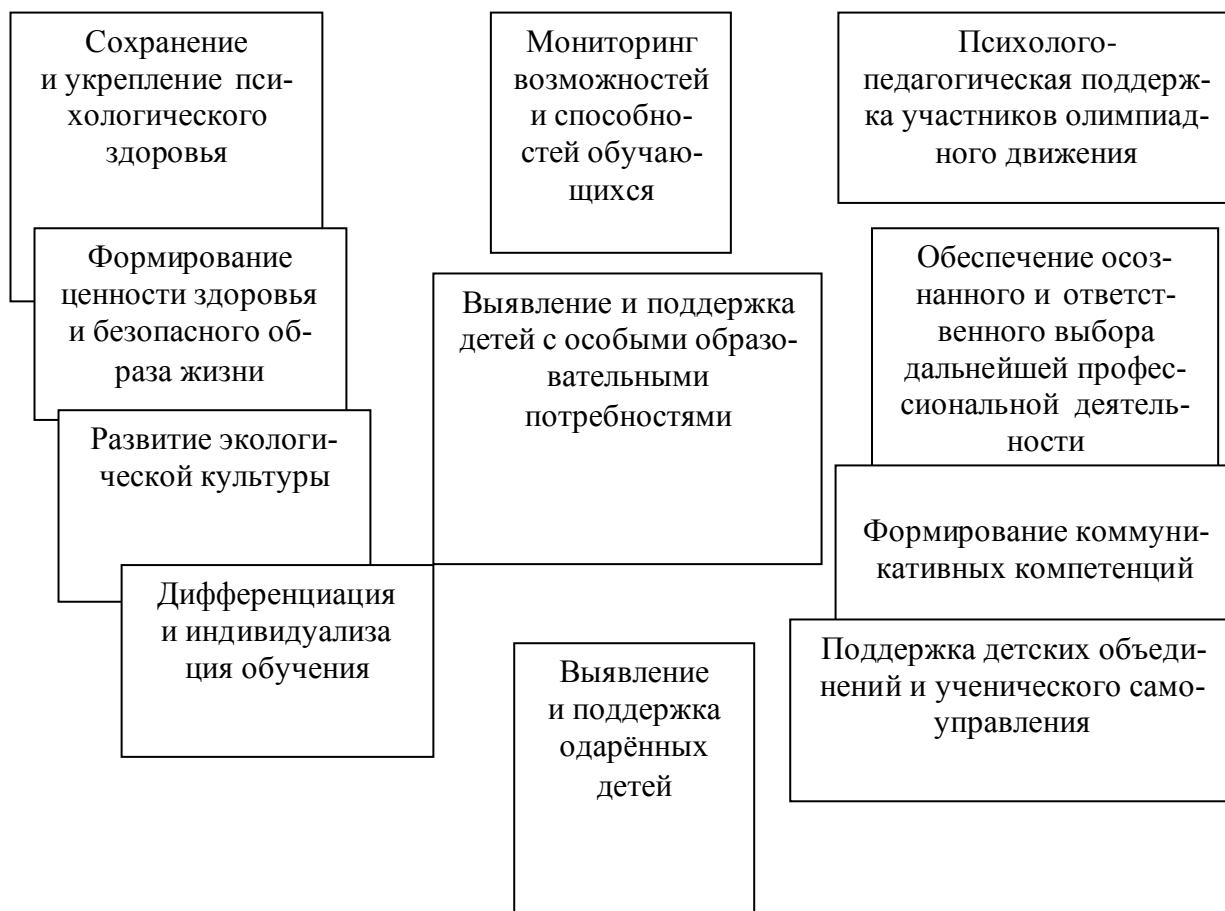 Сохранение
и укрепление пси-
хологического
здоровья
Формирование
ценности здоровья
и безопасного об-
раза жизни
Развитие экологи-
ческой культуры
Дифференциация
и индивидуализа
ция обучения
Мониторинг
возможностей
и способно-
стей обучаю-
щихся
Выявление и поддержка
детей с особыми образо-
вательными
потребностями
Выявление
и поддержка
одарённых
детей
Психолого-
педагогическая поддерж-
ка участников олимпиад-
ного движения
Обеспечение осоз-
нанного и ответст-
венного выбора
дальнейшей профес-
сиональной деятель-
ности
Формирование коммуни-
кативных компетенций
Поддержка детских объеди-
нений и ученического само-
управления